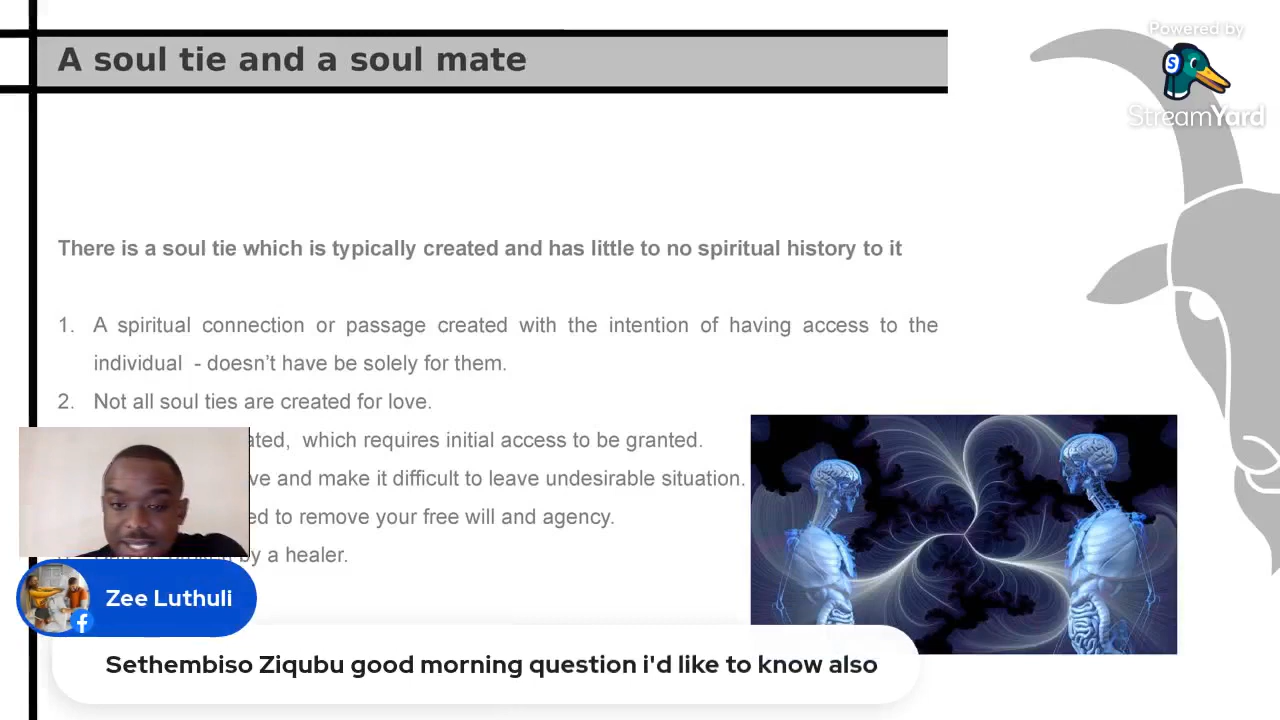 A soul tie and a soul mate
Powered by
StreamYard
There is a soul tie which is typically created and has little to no spiritual history to it
1. A spiritual connection or passage created with the intention of having access to the
individual - doesn’t have be solely for them.
2. Not all soul ties are created for love.
ated, which requires initial access to be granted.
ve and make it difficult to leave undesirable situation.
ed to remove your free will and agency.
by a healer.
Zee Luthuli
Sethembiso Ziqubu good morning question i'd like to know also